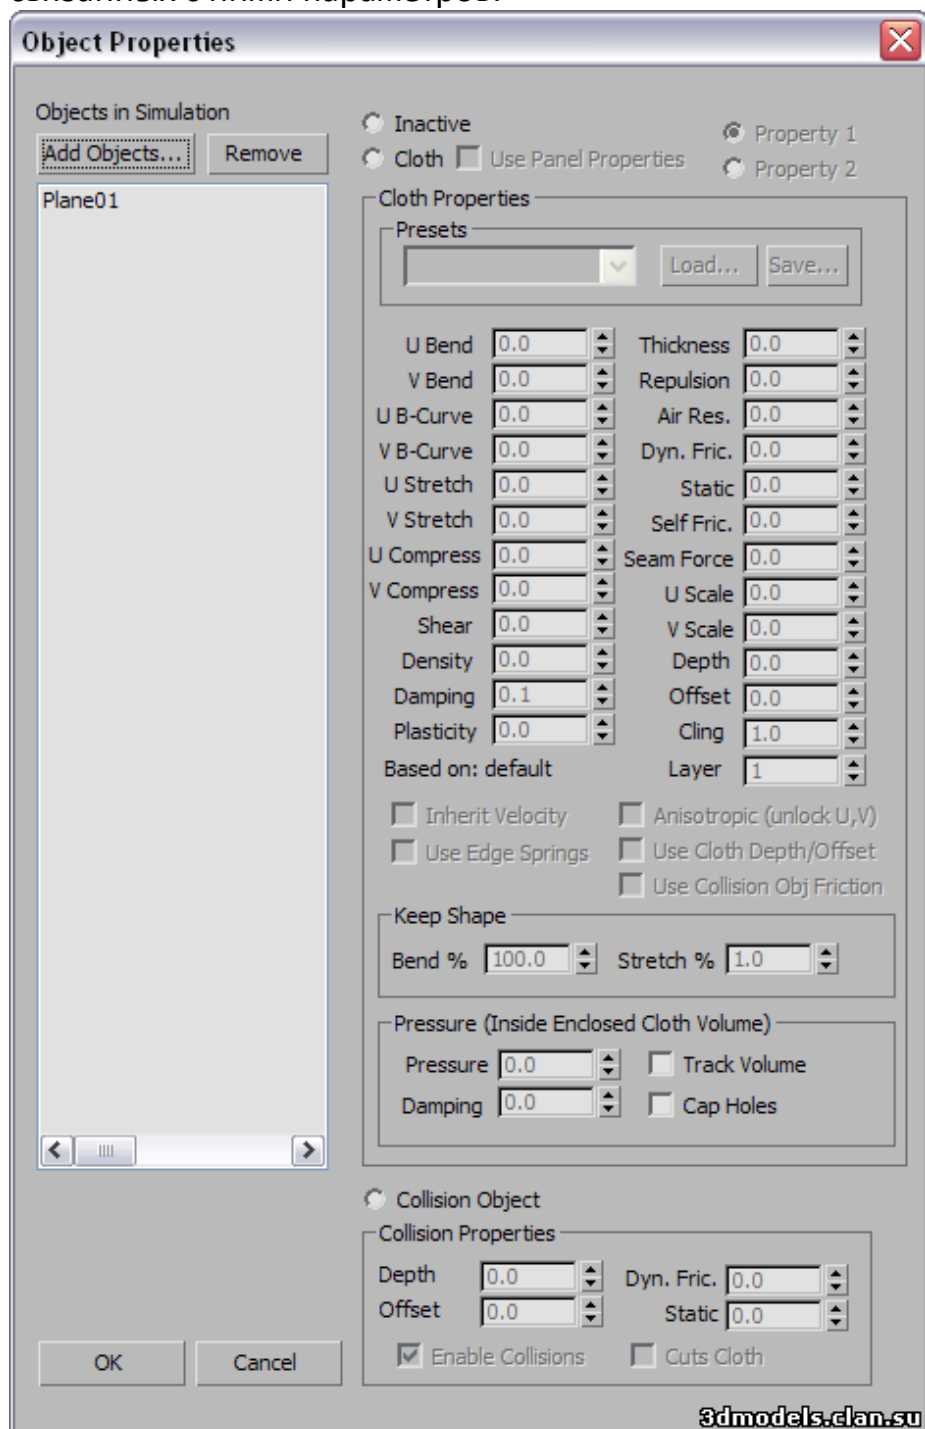 связанных с ними параметров.
Object Properties
Objects in Simulation
Add Objects... Remove
Plane01
Inactive
Cloth Use Panel Properties
Property 1
Property 2
Cloth Properties
Presets
Load... Save...
U Bend 0.0 Thickness 0.0
V Bend 0.0 Repulsion 0.0
U B-Curve 0.0 Air Res. 0.0
V B-Curve 0.0 Dyn. Fric. 0.0
U Stretch 0.0 Static 0.0
V Stretch 0.0 Self Fric. 0.0
U Compress 0.0 Seam Force 0.0
V Compress 0.0 U Scale 0.0
Shear 0.0 V Scale 0.0
Density 0.0 Depth 0.0
Damping 0.1 Offset 0.0
Plasticity 0.0 Cling 1.0
Based on: default Layer 1
Inherit Velocity Anisotropic (unlock U,V)
Use Edge Springs Use Cloth Depth/Offset
Use Collision Obj Friction
Keep Shape
Bend % 100.0 Stretch % 1.0
Pressure (Inside Enclosed Cloth Volume)
Pressure 0.0 Track Volume
Damping 0.0 Cap Holes
Collision Object
Collision Properties
Depth 0.0 Dyn. Fric. 0.0
Offset 0.0 Static 0.0
Enable Collisions Cuts Cloth
OK Cancel
3dmodels.clan.su